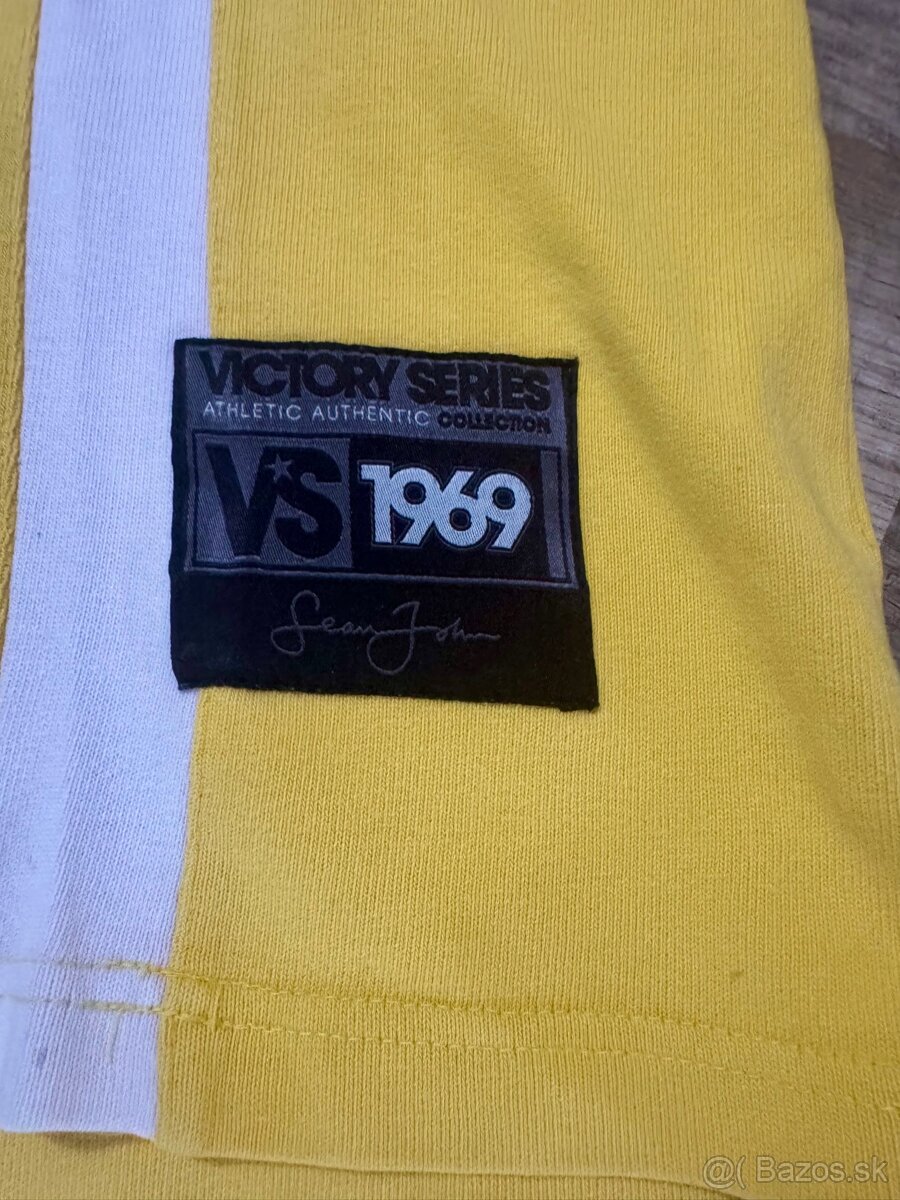 VICTORY SERIES
ATHLETIC AUTHENTIC COLLECTION
VS 1969
Sean John
@( Bazos.sk